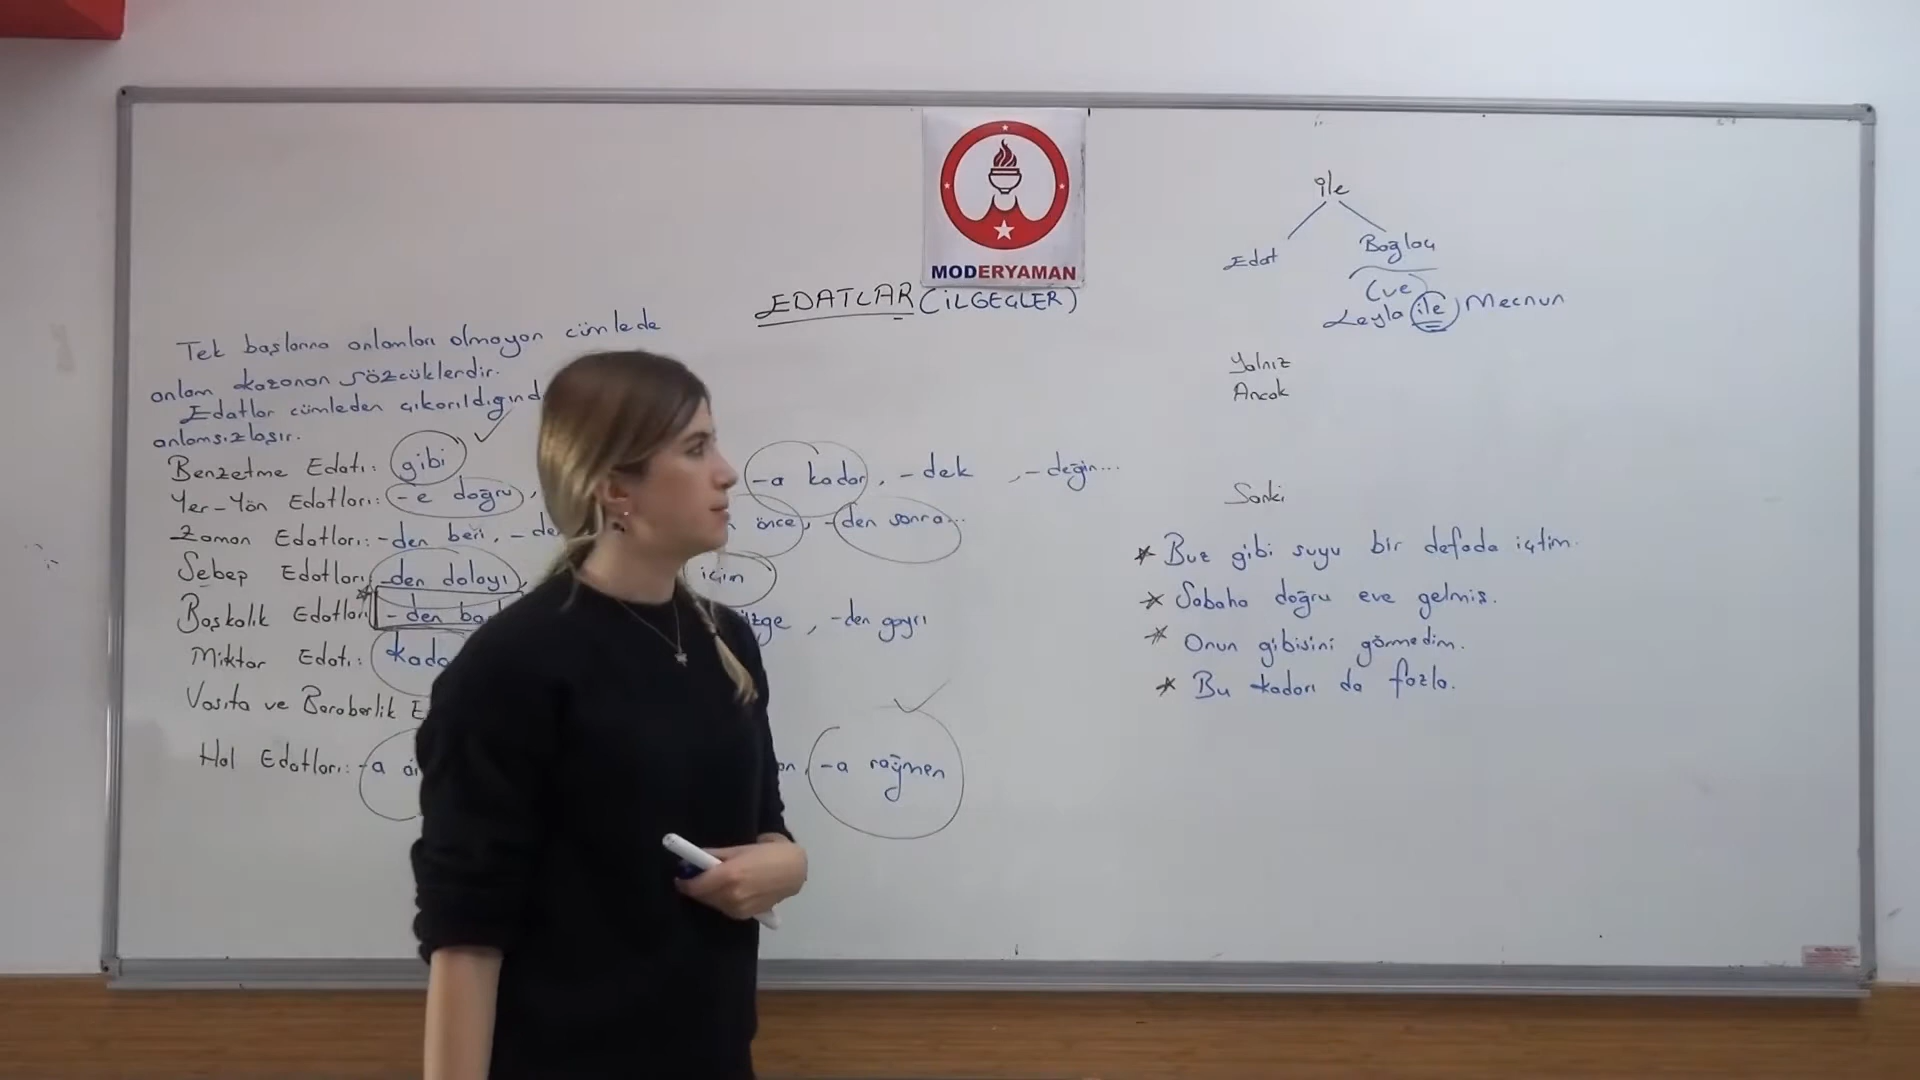 MODERYAMAN
EDATLAR (İLGEÇLER)
Tek başlarına anlamları olmayan cümlede
anlam kazanan sözcüklerdir.
Edatlar cümleden çıkarıldığınd
anlamsızlaşır.
Benzetme Edatı: gibi
Yer-Yön Edatları: -e doğru, -a kadar, -dek, -değin...
Zaman Edatları: -den beri, -de önce, -den sonra...
Sebep Edatları: -den dolayı, için
Başkalık Edatları -den baş özge, -den gayrı
Miktar Edatı: kada
Vasıta ve Beraberlik E
Hal Edatları: -a -a rağmen
ile
Edat Bağlaç
(ve
Leyla ile Mecnun
Yalnız
Ancak
Sanki
* Buz gibi suyu bir defada içtim.
* Sabaha doğru eve gelmiş.
* Onun gibisini görmedim.
* Bu kadarı da fazla.